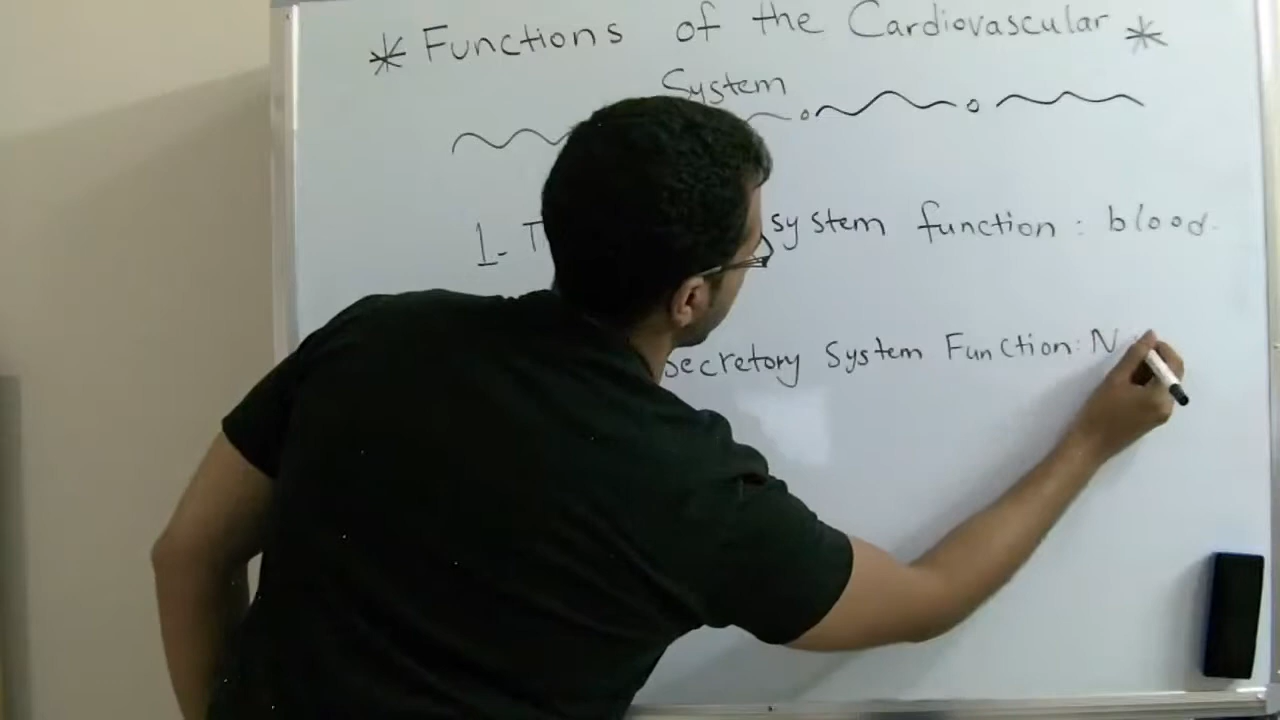 * Functions of the Cardiovascular *
System
1- system function: blood.
Secretory System Function: N